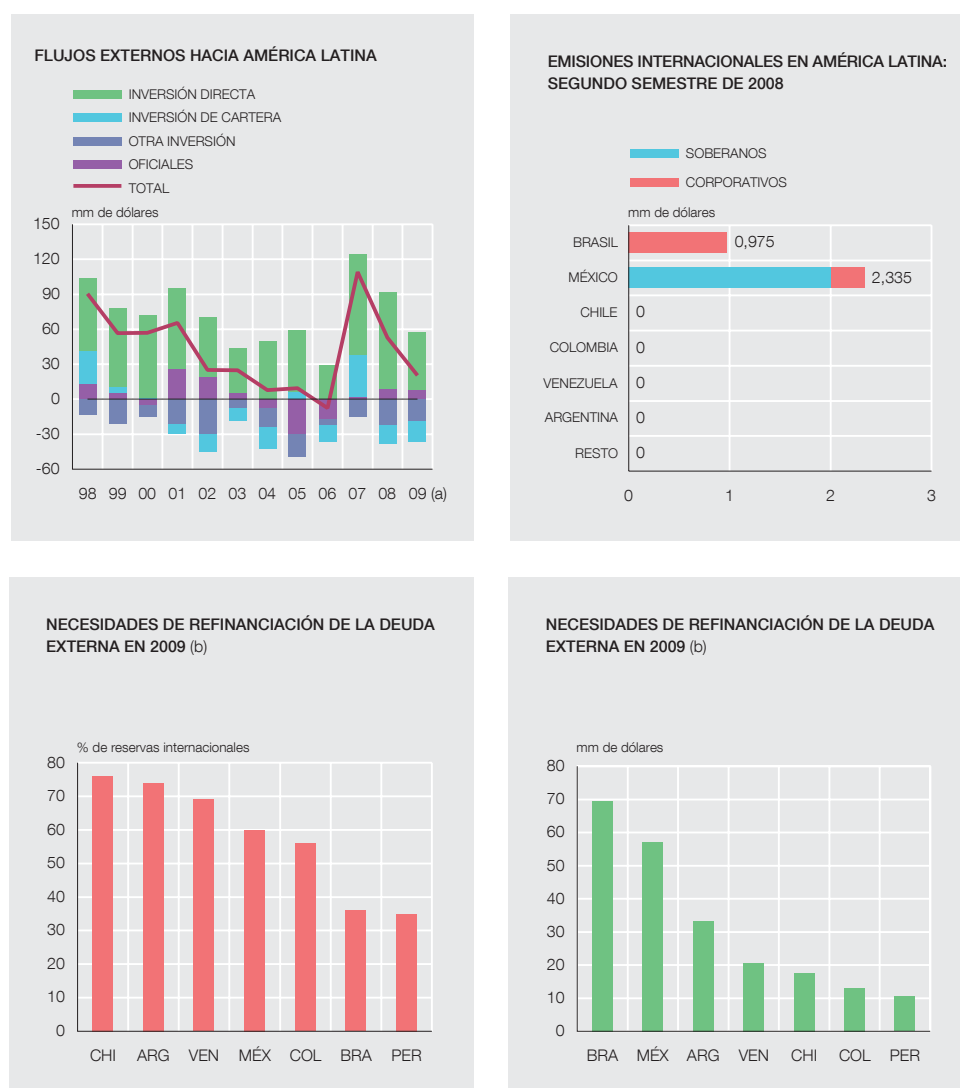 FLUJOS EXTERNOS HACIA AMÉRICA LATINA
INVERSIÓN DIRECTA
INVERSIÓN DE CARTERA
OTRA INVERSIÓN
OFICIALES
TOTAL
mm de dólares
150
120
90
60
30
0
-30
-60
98 99 00 01 02 03 04 05 06 07 08 09 (a)
EMISIONES INTERNACIONALES EN AMÉRICA LATINA:
SEGUNDO SEMESTRE DE 2008
SOBERANOS
CORPORATIVOS
mm de dólares
BRASIL 0,975
MÉXICO 2,335
CHILE 0
COLOMBIA 0
VENEZUELA 0
ARGENTINA 0
RESTO 0
0 1 2 3
NECESIDADES DE REFINANCIACIÓN DE LA DEUDA
EXTERNA EN 2009 (b)
% de reservas internacionales
80
70
60
50
40
30
20
10
0
CHI ARG VEN MÉX COL BRA PER
NECESIDADES DE REFINANCIACIÓN DE LA DEUDA
EXTERNA EN 2009 (b)
mm de dólares
80
70
60
50
40
30
20
10
0
BRA MÉX ARG VEN CHI COL PER